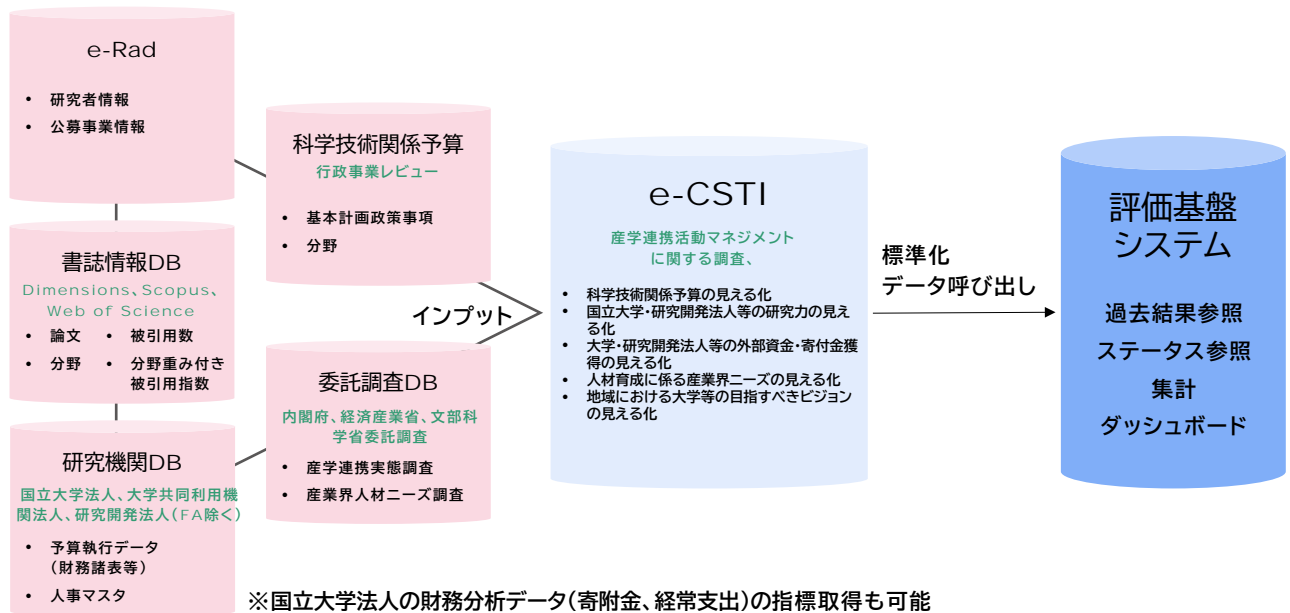 e-Rad
• 研究者情報
• 公募事業情報
書誌情報DB
Dimensions、Scopus、
Web of Science
• 論文 • 被引用数
• 分野 • 分野重み付き
被引用指数
研究機関DB
国立大学法人、大学共同利用機
関法人、研究開発法人(FA除く)
• 予算執行データ
(財務諸表等)
• 人事マスタ
科学技術関係予算
行政事業レビュー
• 基本計画政策事項
• 分野
委託調査DB
内閣府、経済産業省、文部科
学省委託調査
• 産学連携実態調査
• 産業界人材ニーズ調査
インプット
e-CSTI
産学連携活動マネジメント
に関する調査、
• 科学技術関係予算の見える化
• 国立大学・研究開発法人等の研究力の見え
る化
• 大学・研究開発法人等の外部資金・寄付金獲
得の見える化
• 人材育成に係る産業界ニーズの見える化
• 地域における大学等の目指すべきビジョン
の見える化
標準化
データ呼び出し
評価基盤
システム
過去結果参照
ステータス参照
集計
ダッシュボード
※国立大学法人の財務分析データ(寄附金、経常支出)の指標取得も可能